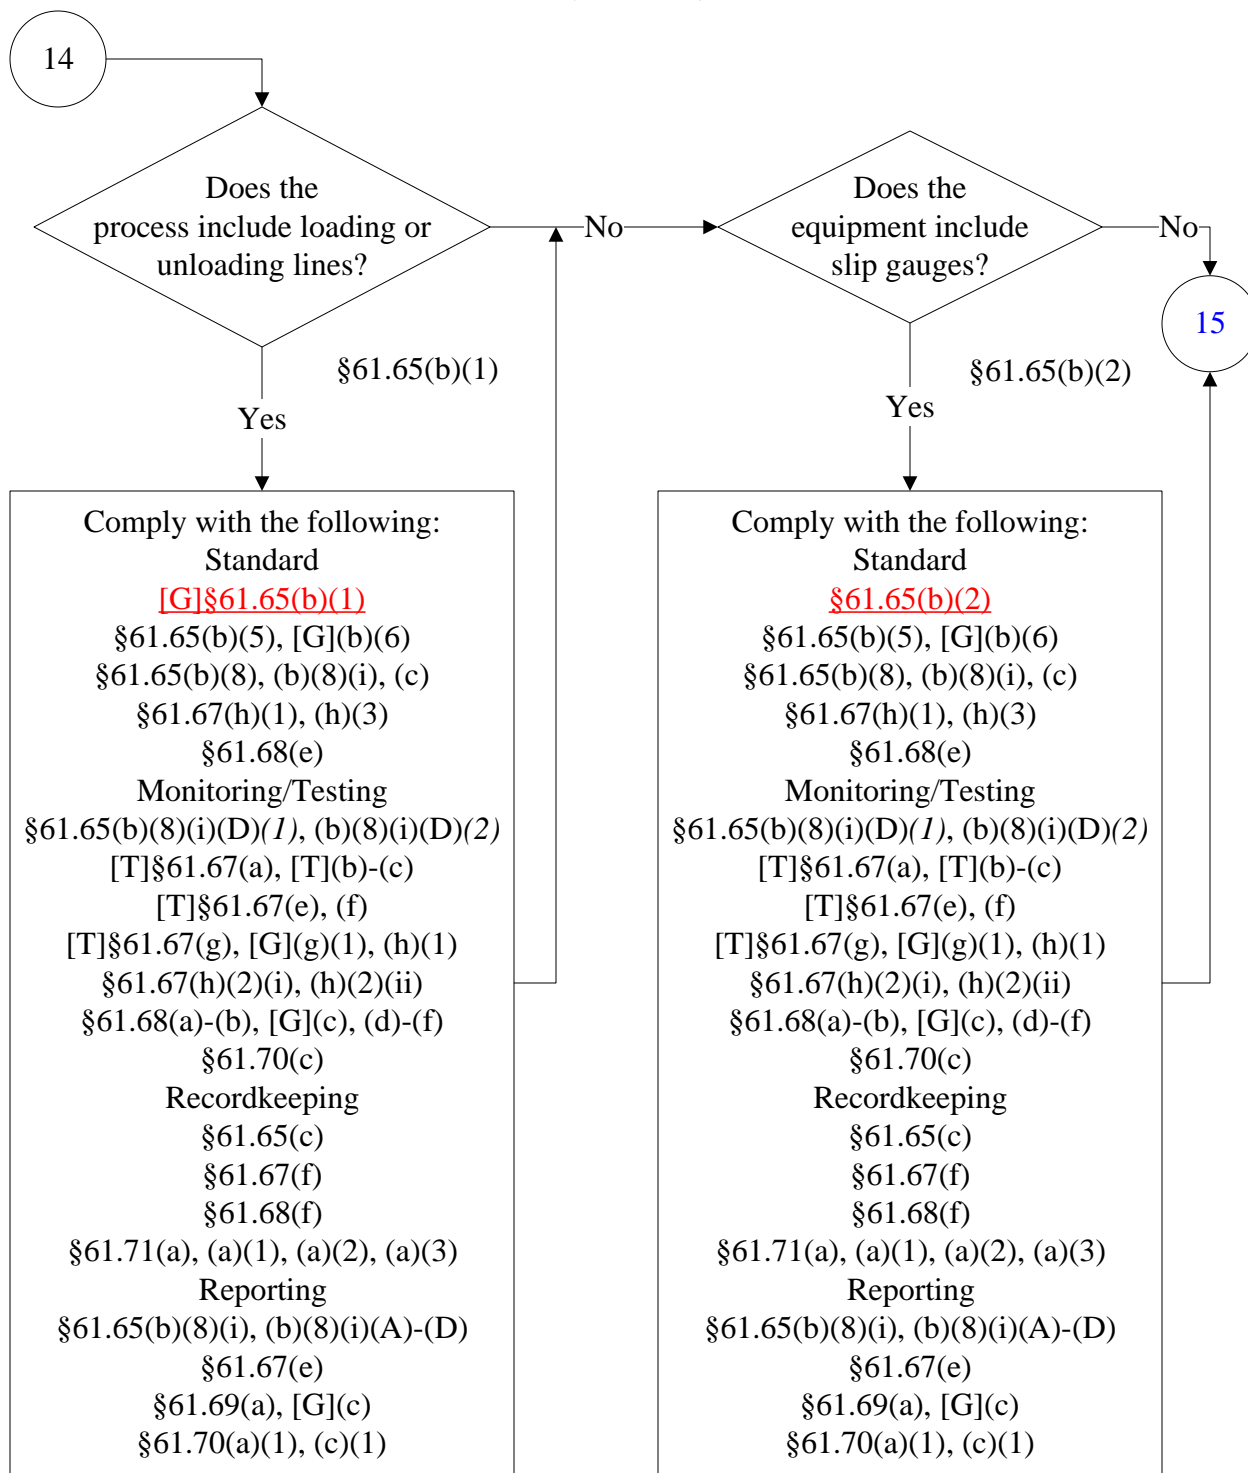 14
Does the
process include loading or
unloading lines?
No
Does the
equipment include
slip gauges?
No
15
§61.65(b)(1)
Yes
§61.65(b)(2)
Yes
Comply with the following:
Standard
[G]§61.65(b)(1)
§61.65(b)(5), [G](b)(6)
§61.65(b)(8), (b)(8)(i), (c)
§61.67(h)(1), (h)(3)
§61.68(e)
Monitoring/Testing
§61.65(b)(8)(i)(D)(1), (b)(8)(i)(D)(2)
[T]§61.67(a), [T](b)-(c)
[T]§61.67(e), (f)
[T]§61.67(g), [G](g)(1), (h)(1)
§61.67(h)(2)(i), (h)(2)(ii)
§61.68(a)-(b), [G](c), (d)-(f)
§61.70(c)
Recordkeeping
§61.65(c)
§61.67(f)
§61.68(f)
§61.71(a), (a)(1), (a)(2), (a)(3)
Reporting
§61.65(b)(8)(i), (b)(8)(i)(A)-(D)
§61.67(e)
§61.69(a), [G](c)
§61.70(a)(1), (c)(1)
Comply with the following:
Standard
§61.65(b)(2)
§61.65(b)(5), [G](b)(6)
§61.65(b)(8), (b)(8)(i), (c)
§61.67(h)(1), (h)(3)
§61.68(e)
Monitoring/Testing
§61.65(b)(8)(i)(D)(1), (b)(8)(i)(D)(2)
[T]§61.67(a), [T](b)-(c)
[T]§61.67(e), (f)
[T]§61.67(g), [G](g)(1), (h)(1)
§61.67(h)(2)(i), (h)(2)(ii)
§61.68(a)-(b), [G](c), (d)-(f)
§61.70(c)
Recordkeeping
§61.65(c)
§61.67(f)
§61.68(f)
§61.71(a), (a)(1), (a)(2), (a)(3)
Reporting
§61.65(b)(8)(i), (b)(8)(i)(A)-(D)
§61.67(e)
§61.69(a), [G](c)
§61.70(a)(1), (c)(1)